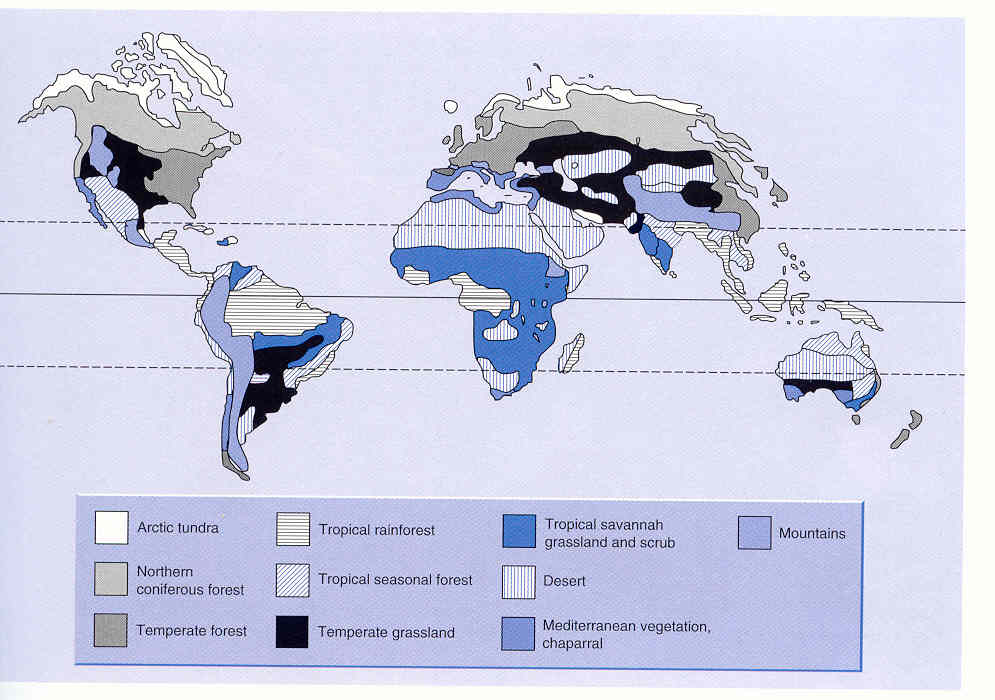 Arctic tundra
Northern
coniferous forest
Temperate forest
Tropical rainforest
Tropical seasonal forest
Temperate grassland
Tropical savannah
grassland and scrub
Desert
Mediterranean vegetation,
chaparral
Mountains